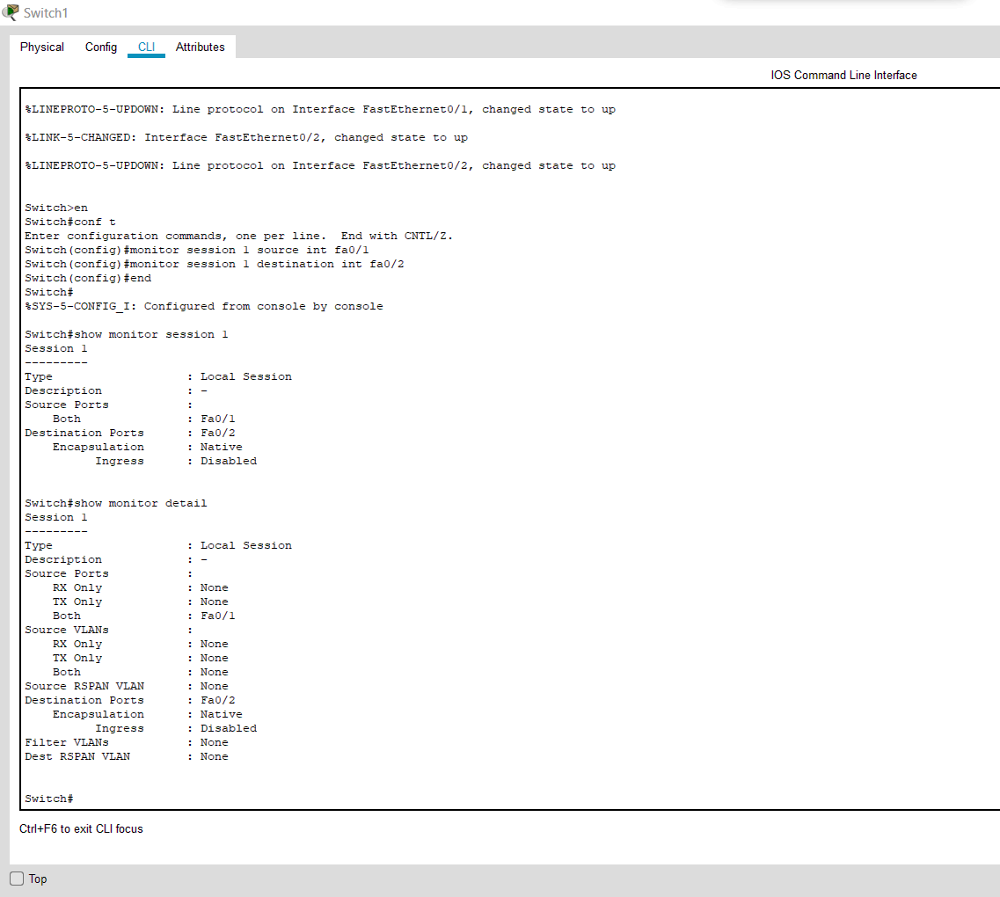 Switch1
Physical Config CLI Attributes
IOS Command Line Interface
%LINEPROTO-5-UPDOWN: Line protocol on Interface FastEthernet0/1, changed state to up
%LINK-5-CHANGED: Interface FastEthernet0/2, changed state to up
%LINEPROTO-5-UPDOWN: Line protocol on Interface FastEthernet0/2, changed state to up
Switch>en
Switch#conf t
Enter configuration commands, one per line.  End with CNTL/Z.
Switch(config)#monitor session 1 source int fa0/1
Switch(config)#monitor session 1 destination int fa0/2
Switch(config)#end
Switch#
%SYS-5-CONFIG_I: Configured from console by console
Switch#show monitor session 1
Session 1
---------
Type                   : Local Session
Description            : -
Source Ports           :
    Both               : Fa0/1
Destination Ports      : Fa0/2
    Encapsulation      : Native
          Ingress      : Disabled
Switch#show monitor detail
Session 1
---------
Type                   : Local Session
Description            : -
Source Ports           :
    RX Only            : None
    TX Only            : None
    Both               : Fa0/1
Source VLANs           :
    RX Only            : None
    TX Only            : None
    Both               : None
Source RSPAN VLAN      : None
Destination Ports      : Fa0/2
    Encapsulation      : Native
          Ingress      : Disabled
Filter VLANs           : None
Dest RSPAN VLAN        : None
Switch#
Ctrl+F6 to exit CLI focus
Top